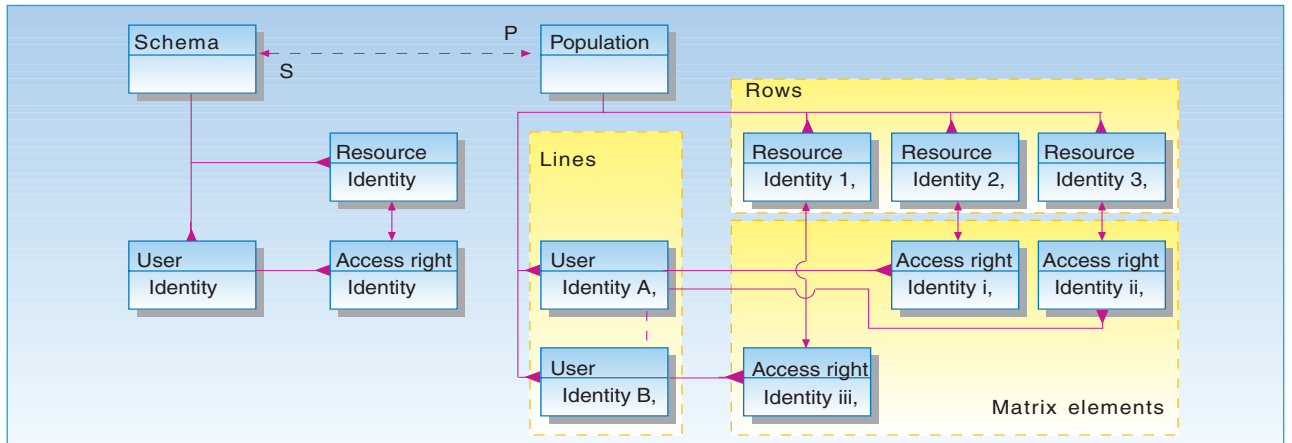 Schema
P
S
Population
Rows
Resource
Identity
Lines
Resource
Identity 1,
Resource
Identity 2,
Resource
Identity 3,
User
Identity
Access right
Identity
User
Identity A,
Access right
Identity i,
Access right
Identity ii,
User
Identity B,
Access right
Identity iii,
Matrix elements